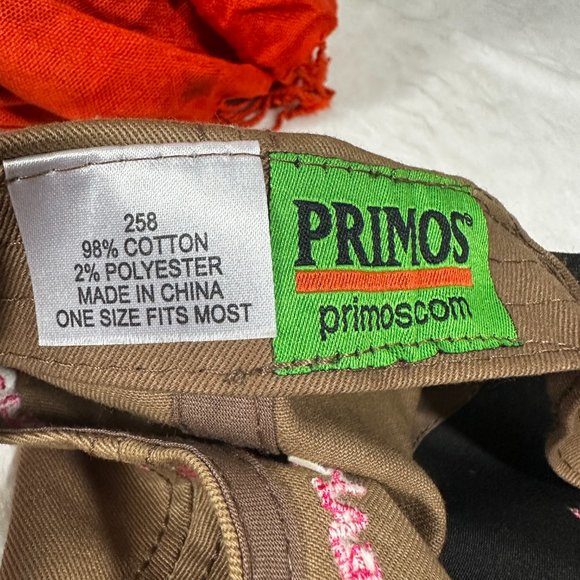 258
98% COTTON
2% POLYESTER
MADE IN CHINA
ONE SIZE FITS MOST
PRIMOS®
primoscom